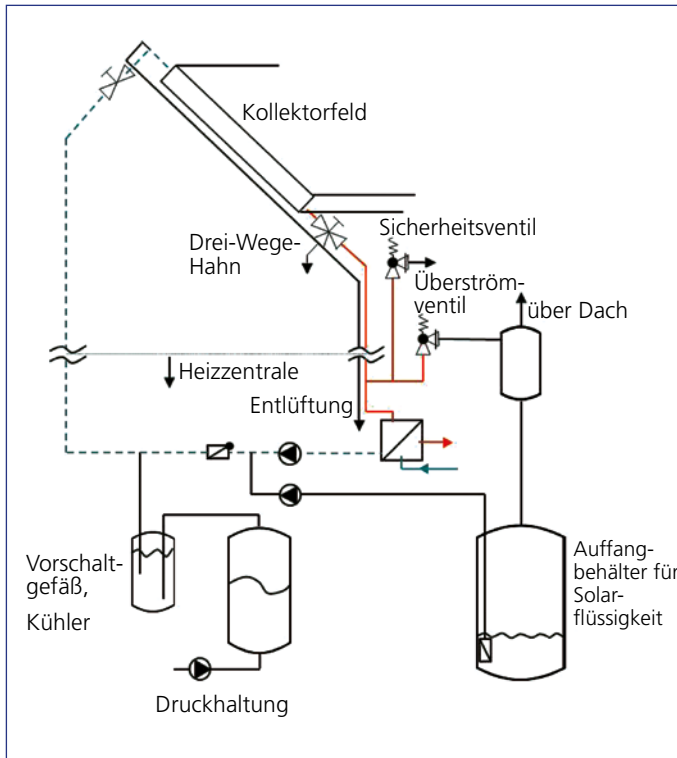 Kollektorfeld
Drei-Wege-
Hahn
Sicherheitsventil
Überström-
ventil
über Dach
Heizzentrale
Entlüftung
Vorschalt-
gefäß,
Kühler
Auffang-
behälter für
Solar-
flüssigkeit
Druckhaltung